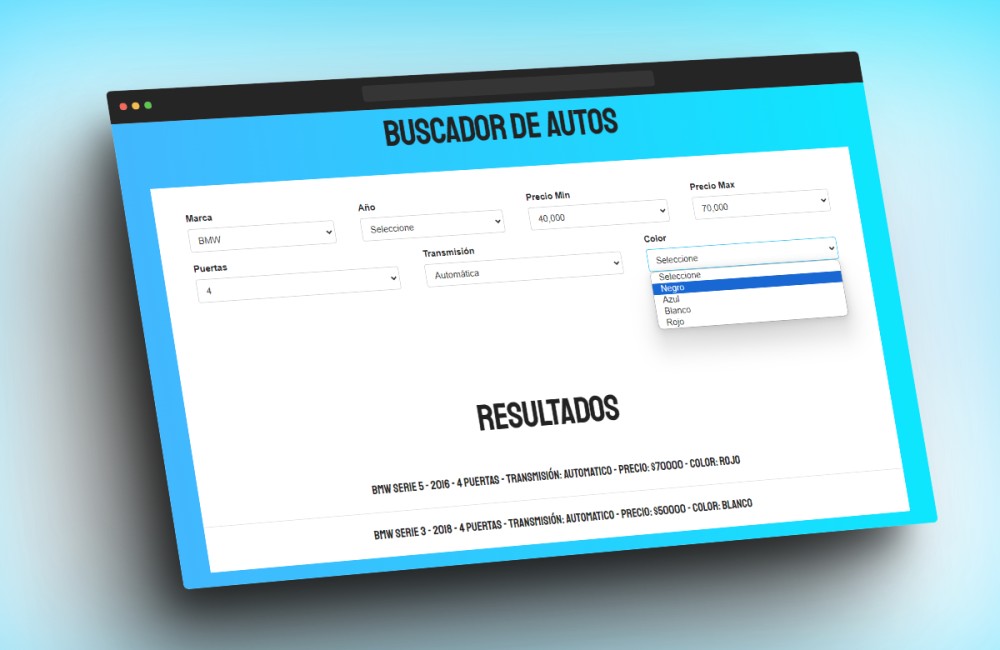 BUSCADOR DE AUTOS
Marca
BMW
Año
Seleccione
Precio Min
40,000
Precio Max
70,000
Puertas
4
Transmisión
Automática
Color
Seleccione
Seleccione
Negro
Azul
Blanco
Rojo
RESULTADOS
BMW SERIE 5 - 2016 - 4 PUERTAS - TRANSMISIÓN: AUTOMATICO - PRECIO: $70000 - COLOR: ROJO
BMW SERIE 3 - 2018 - 4 PUERTAS - TRANSMISIÓN: AUTOMATICO - PRECIO: $50000 - COLOR: BLANCO